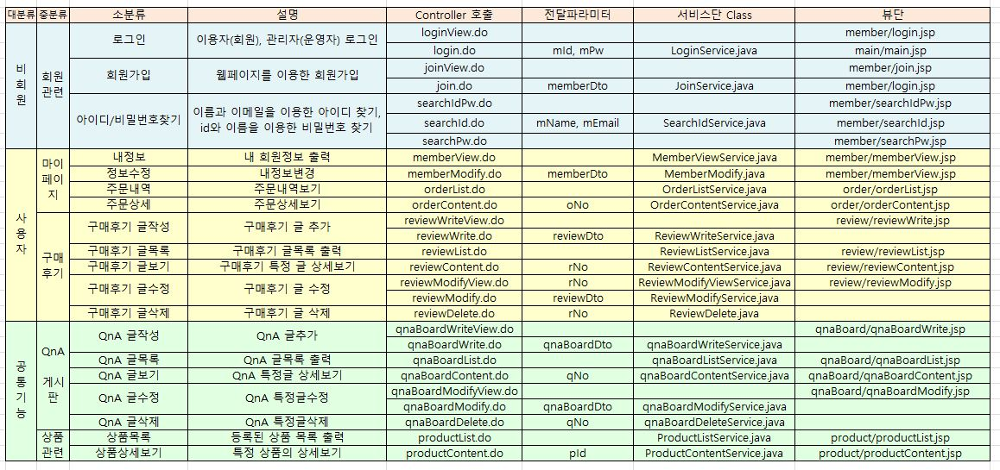 대분류 중분류 소분류 설명 Controller 호출 전달파라미터 서비스단 Class 뷰단
비회원 회원관련 로그인 이용자(회원), 관리자(운영자) 로그인 loginView.do member/login.jsp
login.do mId, mPw LoginService.java main/main.jsp
회원가입 웹페이지를 이용한 회원가입 joinView.do member/join.jsp
join.do memberDto JoinService.java member/login.jsp
아이디/비밀번호찾기 이름과 이메일을 이용한 아이디 찾기, id와 이름을 이용한 비밀번호 찾기 searchIdPw.do member/searchIdPw.jsp
searchId.do mName, mEmail SearchIdService.java member/searchId.jsp
searchPw.do member/searchPw.jsp
사용자 마이페이지 내정보 내 회원정보 출력 memberView.do MemberViewService.java member/memberView.jsp
정보수정 내정보변경 memberModify.do memberDto MemberModify.java member/memberView.jsp
주문내역 주문내역보기 orderList.do OrderListService.java order/orderList.jsp
주문상세 주문상세보기 orderContent.do oNo OrderContentService.java order/orderContent.jsp
구매후기 구매후기 글작성 구매후기 글 추가 reviewWriteView.do review/reviewWrite.jsp
reviewWrite.do reviewDto ReviewWriteService.java
구매후기 글목록 구매후기 글목록 출력 reviewList.do ReviewListService.java review/reviewList.jsp
구매후기 글보기 구매후기 특정 글 상세보기 reviewContent.do rNo ReviewContentService.java review/reviewContent.jsp
구매후기 글수정 구매후기 글 수정 reviewModifyView.do rNo ReviewModifyViewService.java review/reviewModify.jsp
reviewModify.do reviewDto ReviewModifyService.java
구매후기 글삭제 구매후기 글 삭제 reviewDelete.do rNo ReviewDelete.java
공통기능 QnA 게시판 QnA 글작성 QnA 글추가 qnaBoardWriteView.do qnaBoard/qnaBoardWrite.jsp
qnaBoardWrite.do qnaBoardDto qnaBoardWriteService.java
QnA 글목록 QnA 글목록 출력 qnaBoardList.do qnaBoardListService.java qnaBoard/qnaBoardList.jsp
QnA 글보기 QnA 특정글 상세보기 qnaBoardContent.do qNo qnaBoardContentService.java qnaBoard/qnaBoardContent.jsp
QnA 글수정 QnA 특정글수정 qnaBoardModifyView.do qnaBoard/qnaBoardModify.jsp
qnaBoardModify.do qnaBoardDto qnaBoardModifyService.java
QnA 글삭제 QnA 특정글삭제 qnaBoardDelete.do qNo qnaBoardDeleteService.java
상품관련 상품목록 등록된 상품 목록 출력 productList.do ProductListService.java product/productList.jsp
상품상세보기 특정 상품의 상세보기 productContent.do pId ProductContentService.java product/productContent.jsp